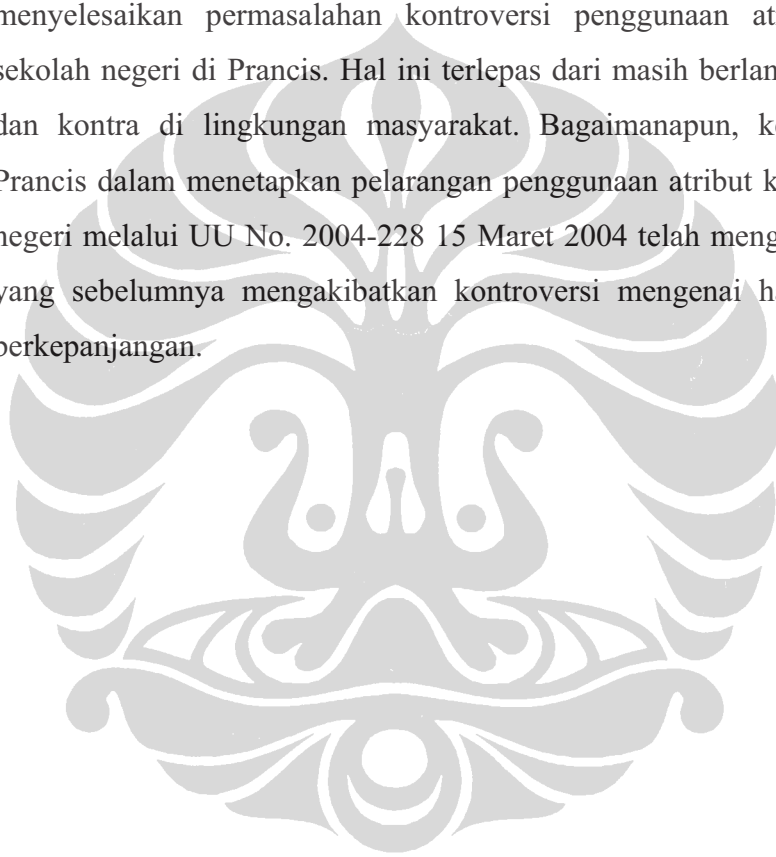 menyelesaikan permasalahan kontroversi penggunaan at
sekolah negeri di Prancis. Hal ini terlepas dari masih berlan
dan kontra di lingkungan masyarakat. Bagaimanapun, k
Prancis dalam menetapkan pelarangan penggunaan atribut k
negeri melalui UU No. 2004-228 15 Maret 2004 telah meng
yang sebelumnya mengakibatkan kontroversi mengenai h
berkepanjangan.